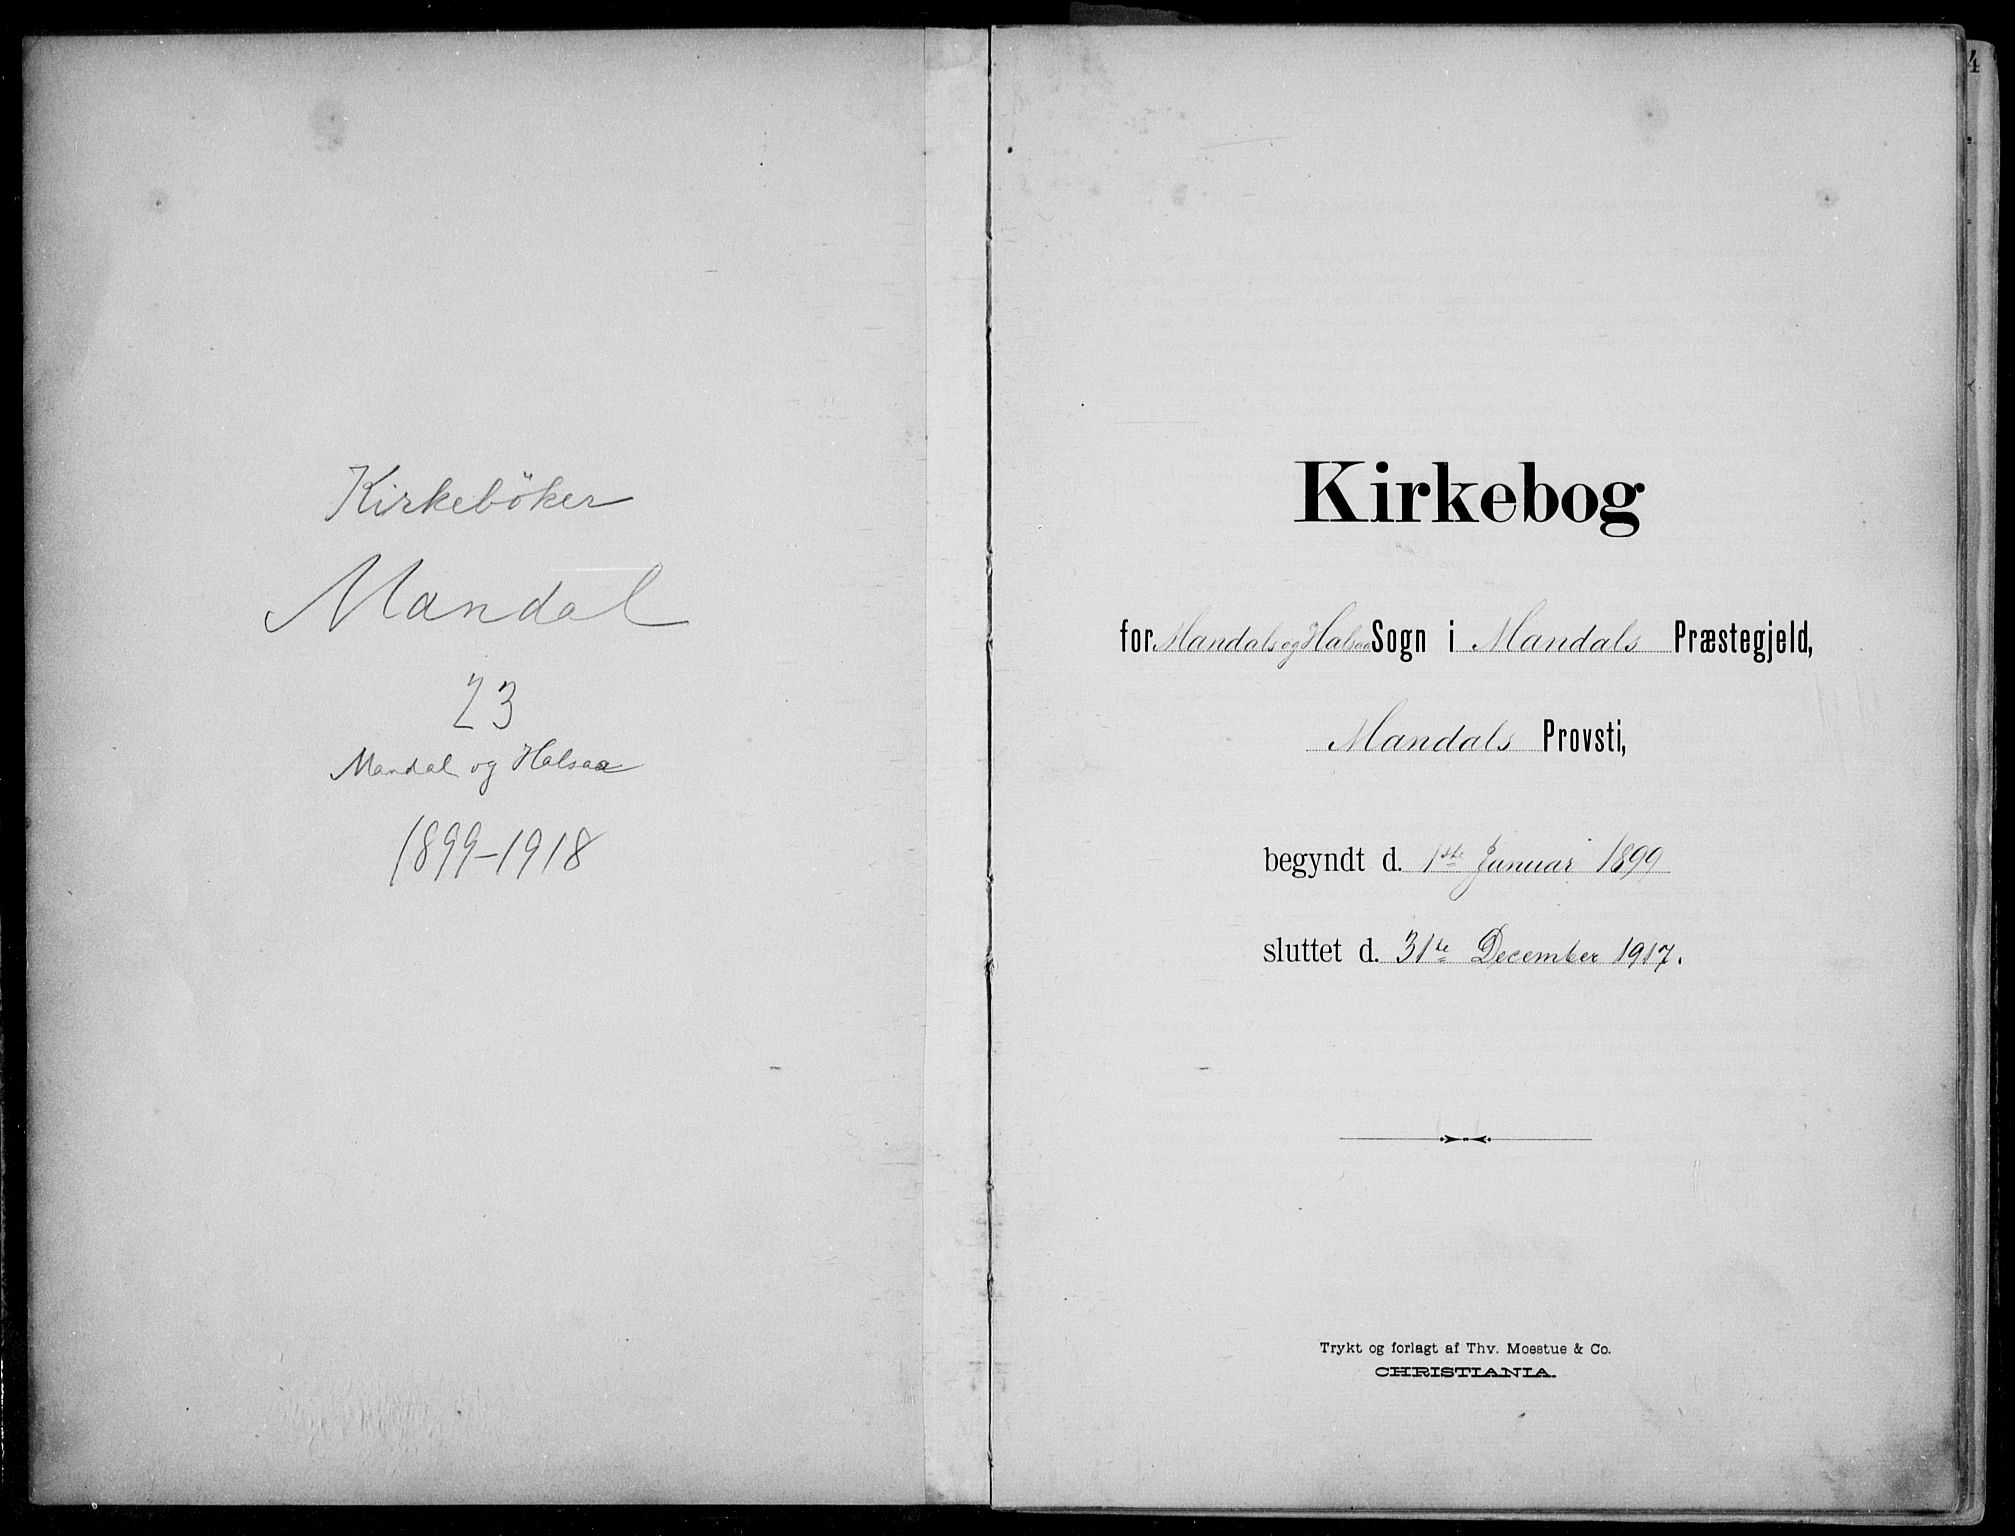 Kirkeböker
Mandal
23
Mandal og Halsaa
1899-1918
4
Kirkebog
for Mandals og Halsaa Sogn i Mandals Præstegjeld,
Mandals Provsti,
begyndt d. 1ste Januar 1899
sluttet d. 31te December 1917.
Trykt og forlagt af Thv. Moestue & Co.
CHRISTIANIA.